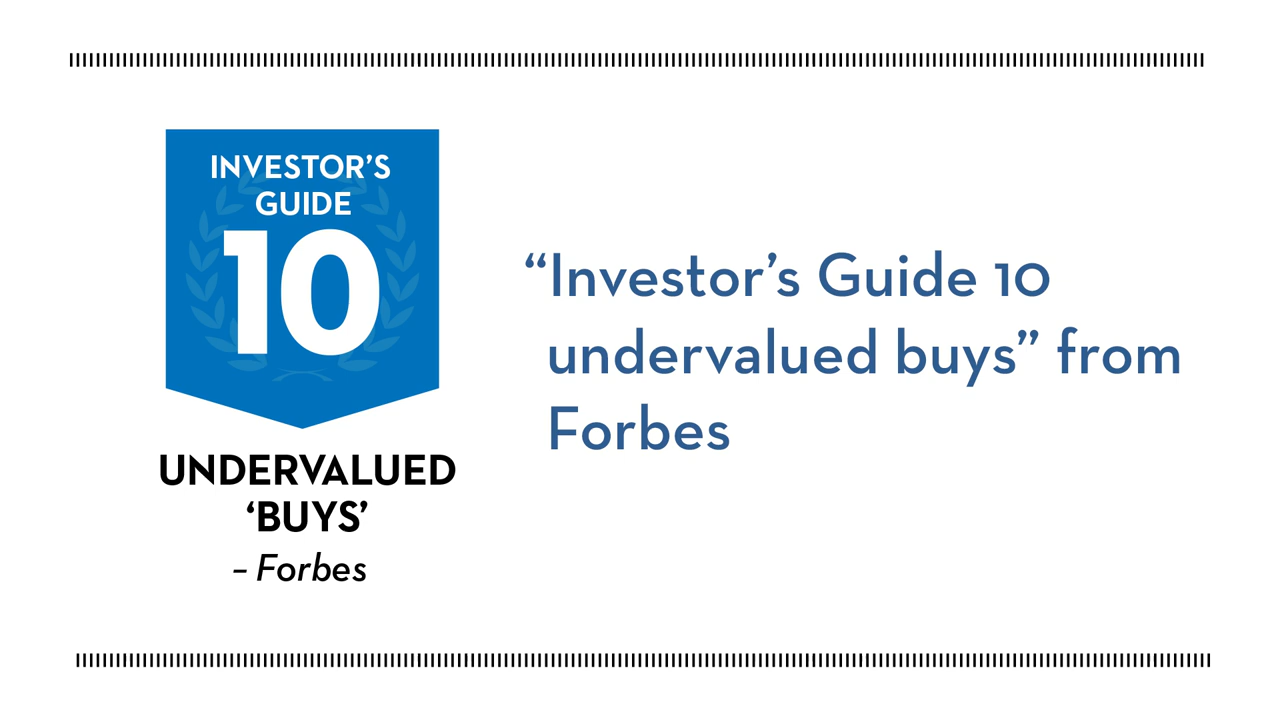 INVESTOR’S
GUIDE
10
UNDERVALUED
‘BUYS’
– Forbes
“Investor’s Guide 10
undervalued buys” from
Forbes